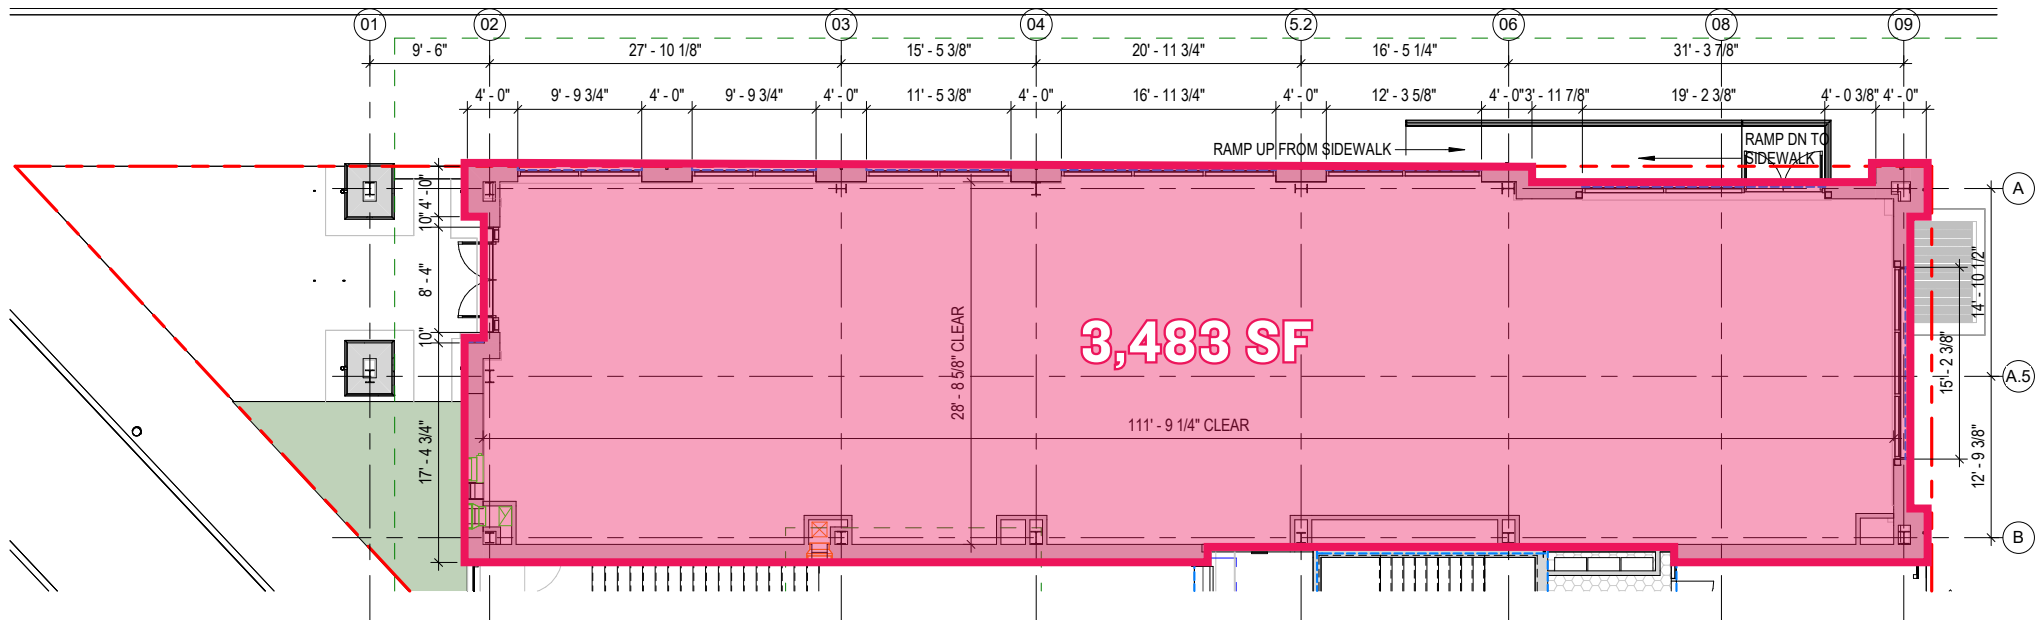 01 02 03 04 5.2 06 08 09
9' - 6" 27' - 10 1/8" 15' - 5 3/8" 20' - 11 3/4" 16' - 5 1/4" 31' - 3 7/8"
4' - 0" 9' - 9 3/4" 4' - 0" 9' - 9 3/4" 4' - 0" 11' - 5 3/8" 4' - 0" 16' - 11 3/4" 4' - 0" 12' - 3 5/8" 4' - 0" 3' - 11 7/8" 19' - 2 3/8" 4' - 0 3/8" 4' - 0"
RAMP UP FROM SIDEWALK
RAMP DN TO
SIDEWALK
A
4' - 0"
10"
8' - 4"
10"
17' - 4 3/4"
28' - 8 5/8" CLEAR
3,483 SF
111' - 9 1/4" CLEAR
14' - 10 1/2"
15' - 2 3/8"
A.5
12' - 9 3/8"
B